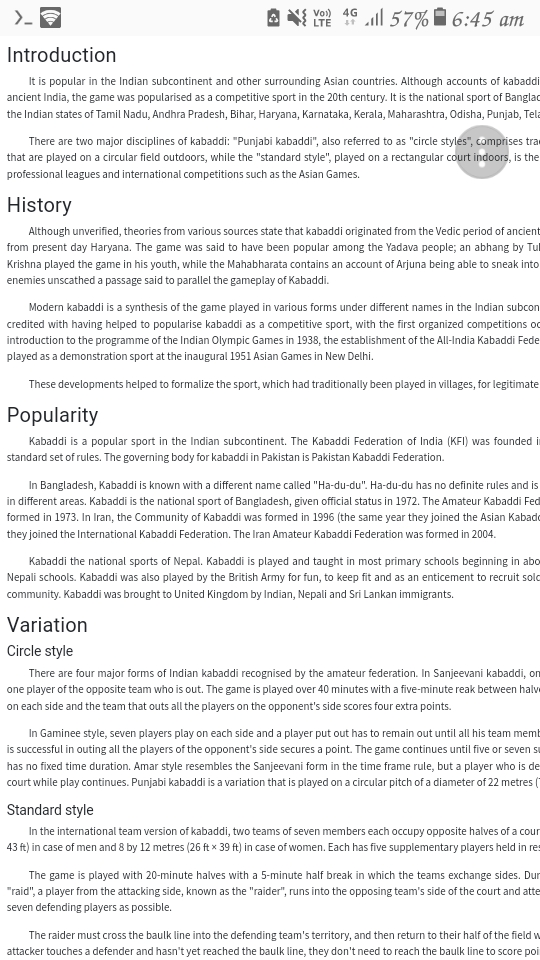 57% 6:45 am
Vo)) LTE 4G
Introduction
It is popular in the Indian subcontinent and other surrounding Asian countries. Although accounts of kabaddi
ancient India, the game was popularised as a competitive sport in the 20th century. It is the national sport of Banglad
the Indian states of Tamil Nadu, Andhra Pradesh, Bihar, Haryana, Karnataka, Kerala, Maharashtra, Odisha, Punjab, Tela
There are two major disciplines of kabaddi: "Punjabi kabaddi", also referred to as "circle styles", comprises trad
that are played on a circular field outdoors, while the "standard style", played on a rectangular court indoors, is the
professional leagues and international competitions such as the Asian Games.
History
Although unverified, theories from various sources state that kabaddi originated from the Vedic period of ancient
from present day Haryana. The game was said to have been popular among the Yadava people; an abhang by Tuk
Krishna played the game in his youth, while the Mahabharata contains an account of Arjuna being able to sneak into
enemies unscathed a passage said to parallel the gameplay of Kabaddi.
Modern kabaddi is a synthesis of the game played in various forms under different names in the Indian subcon
credited with having helped to popularise kabaddi as a competitive sport, with the first organized competitions oc
introduction to the programme of the Indian Olympic Games in 1938, the establishment of the All-India Kabaddi Fede
played as a demonstration sport at the inaugural 1951 Asian Games in New Delhi.
These developments helped to formalize the sport, which had traditionally been played in villages, for legitimate
Popularity
Kabaddi is a popular sport in the Indian subcontinent. The Kabaddi Federation of India (KFI) was founded in
standard set of rules. The governing body for kabaddi in Pakistan is Pakistan Kabaddi Federation.
In Bangladesh, Kabaddi is known with a different name called "Ha-du-du". Ha-du-du has no definite rules and is
in different areas. Kabaddi is the national sport of Bangladesh, given official status in 1972. The Amateur Kabaddi Fed
formed in 1973. In Iran, the Community of Kabaddi was formed in 1996 (the same year they joined the Asian Kabadd
they joined the International Kabaddi Federation. The Iran Amateur Kabaddi Federation was formed in 2004.
Kabaddi the national sports of Nepal. Kabaddi is played and taught in most primary schools beginning in abo
Nepali schools. Kabaddi was also played by the British Army for fun, to keep fit and as an enticement to recruit sold
community. Kabaddi was brought to United Kingdom by Indian, Nepali and Sri Lankan immigrants.
Variation
Circle style
There are four major forms of Indian kabaddi recognised by the amateur federation. In Sanjeevani kabaddi, on
one player of the opposite team who is out. The game is played over 40 minutes with a five-minute reak between halve
on each side and the team that outs all the players on the opponent's side scores four extra points.
In Gaminee style, seven players play on each side and a player put out has to remain out until all his team memb
is successful in outing all the players of the opponent's side secures a point. The game continues until five or seven su
has no fixed time duration. Amar style resembles the Sanjeevani form in the time frame rule, but a player who is de
court while play continues. Punjabi kabaddi is a variation that is played on a circular pitch of a diameter of 22 metres (7
Standard style
In the international team version of kabaddi, two teams of seven members each occupy opposite halves of a cour
43 ft) in case of men and 8 by 12 metres (26 ft × 39 ft) in case of women. Each has five supplementary players held in res
The game is played with 20-minute halves with a 5-minute half break in which the teams exchange sides. Dur
"raid", a player from the attacking side, known as the "raider", runs into the opposing team's side of the court and atte
seven defending players as possible.
The raider must cross the baulk line into the defending team's territory, and then return to their half of the field w
attacker touches a defender and hasn't yet reached the baulk line, they don't need to reach the baulk line to score poi